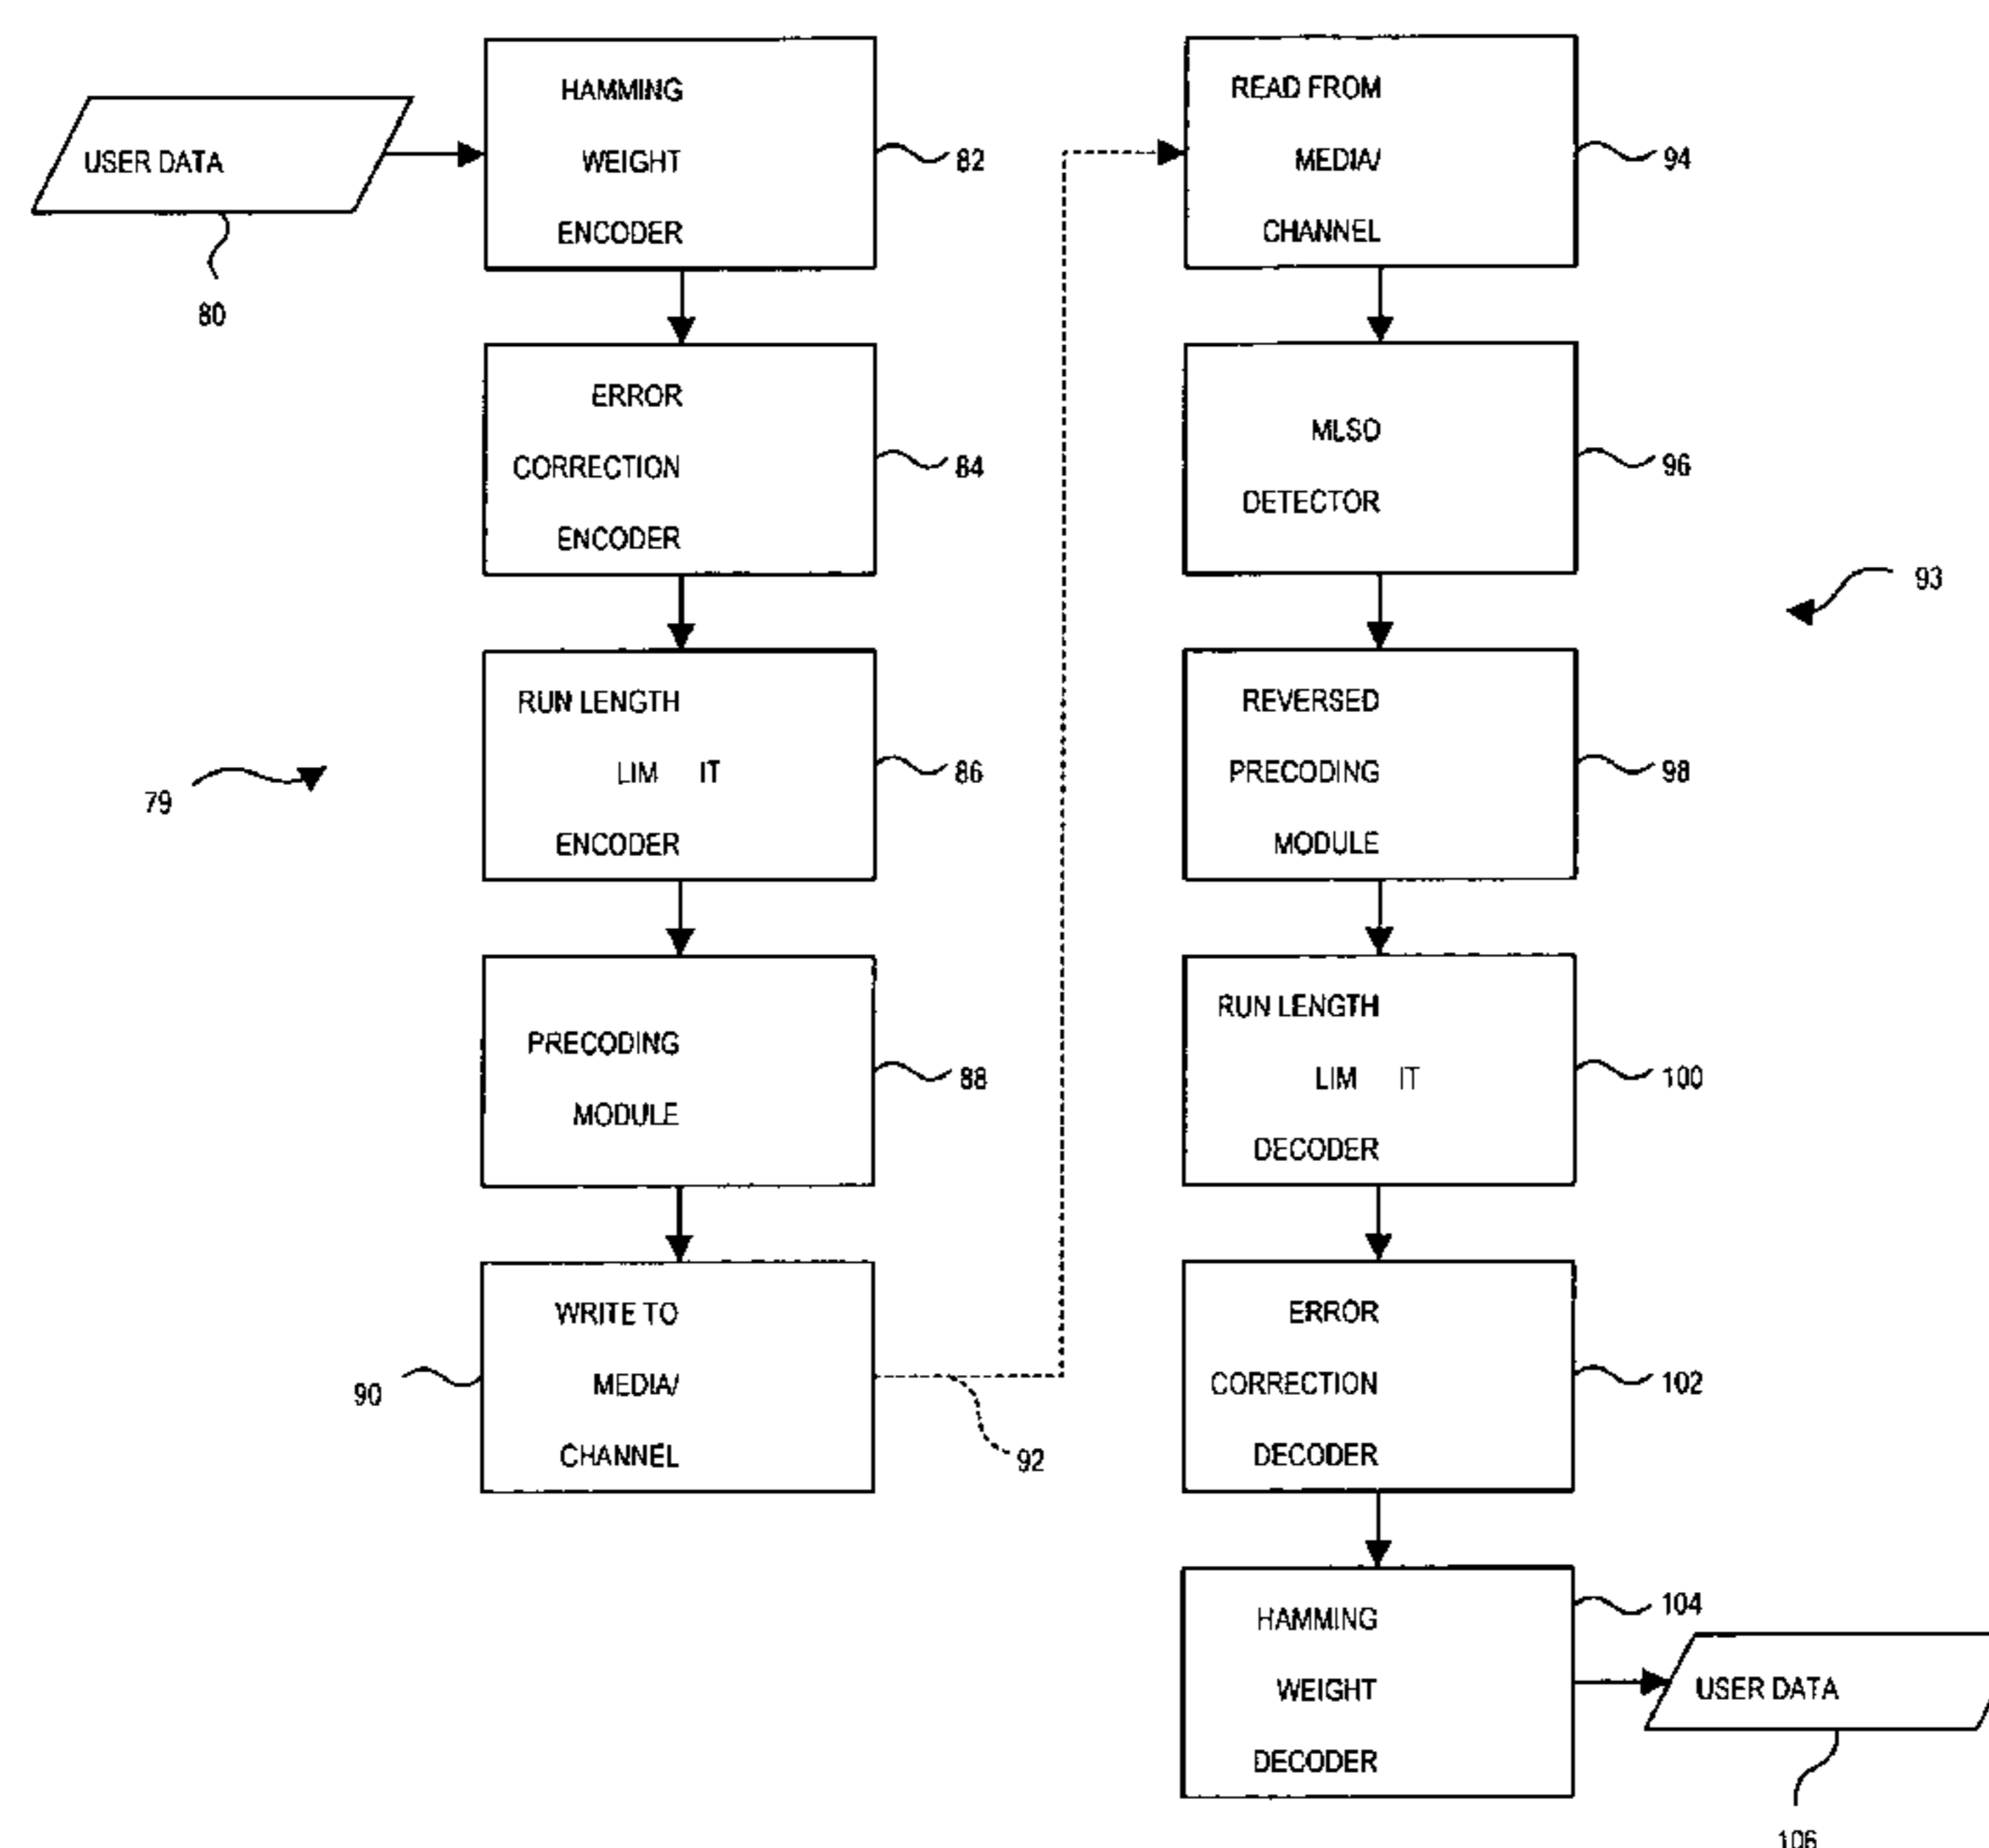 USER DATA
80
HAMMING
WEIGHT
ENCODER
82
ERROR
CORRECTION
ENCODER
84
RUN LENGTH
LIM IT
ENCODER
86
79
PRECODING
MODULE
88
WRITE TO
MEDIA/
CHANNEL
90
92
READ FROM
MEDIA/
CHANNEL
94
MLSD
DETECTOR
96
93
REVERSED
PRECODING
MODULE
98
RUN LENGTH
LIM IT
DECODER
100
ERROR
CORRECTION
DECODER
102
HAMMING
WEIGHT
DECODER
104
USER DATA
106